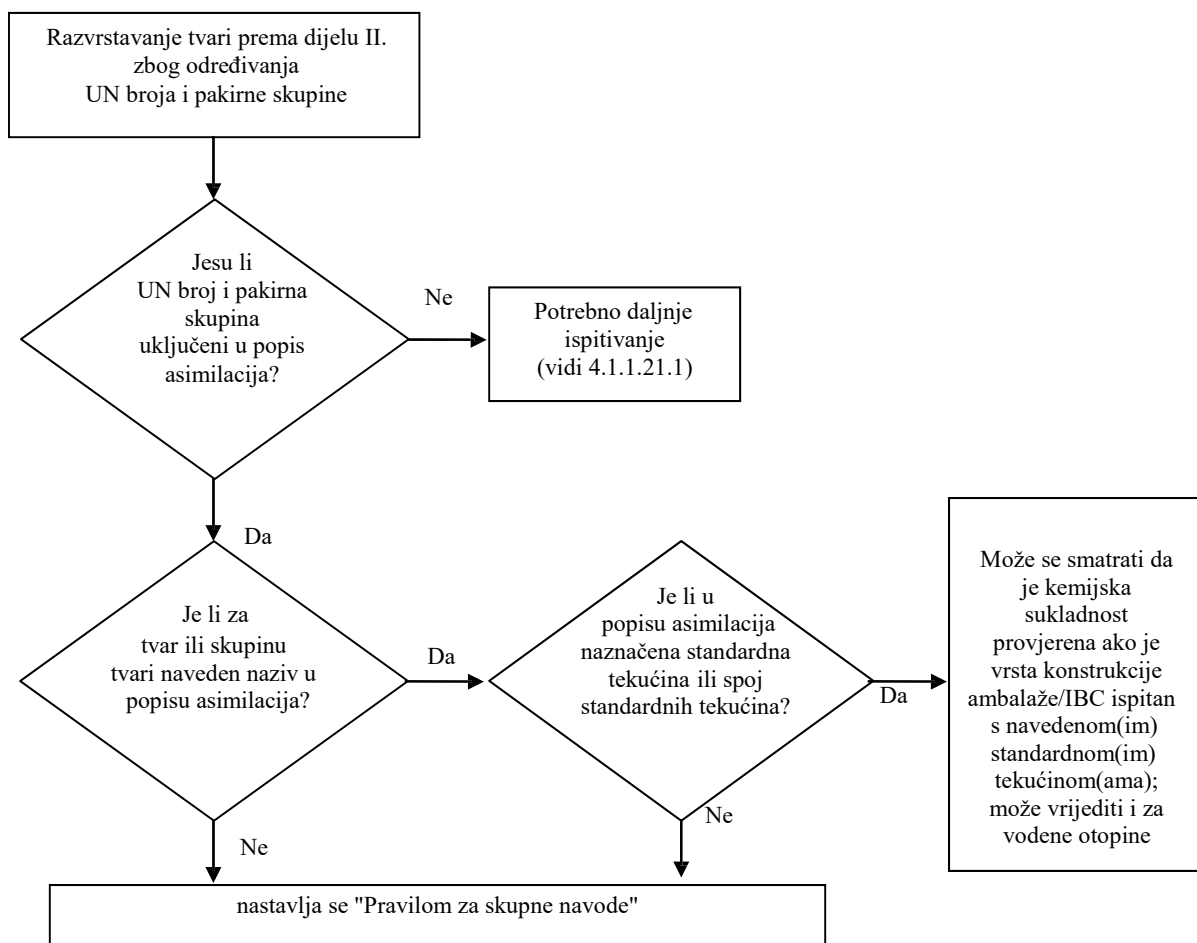 Razvrstavanje tvari prema dijelu II.
zbog određivanja
UN broja i pakirne skupine
Jesu li
UN broj i pakirna
skupina
uključeni u popis
asimilacija?
Ne
Potrebno daljnje
ispitivanje
(vidi 4.1.1.21.1)
Da
Je li za
tvar ili skupinu
tvari naveden naziv u
popisu asimilacija?
Da
Je li u
popisu asimilacija
naznačena standardna
tekućina ili spoj
standardnih tekućina?
Da
Može se smatrati da
je kemijska
sukladnost
provjerena ako je
vrsta konstrukcije
ambalaže/IBC ispitan
s navedenom(im)
standardnom(im)
tekućinom(ama);
može vrijediti i za
vodene otopine
Ne
Ne
nastavlja se "Pravilom za skupne navode"